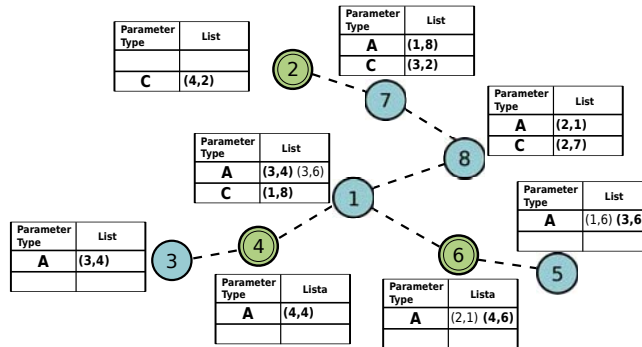 Parameter Type List
A (1,8)
C (3,2)
Parameter Type List
C (4,2)
2
7
Parameter Type List
A (2,1)
C (2,7)
8
Parameter Type List
A (3,4) (3,6)
C (1,8)
1
Parameter Type List
A (1,6) (3,6
Parameter Type List
A (3,4)
3
4
6
5
Parameter Type Lista
A (4,4)
Parameter Type Lista
A (2,1) (4,6)